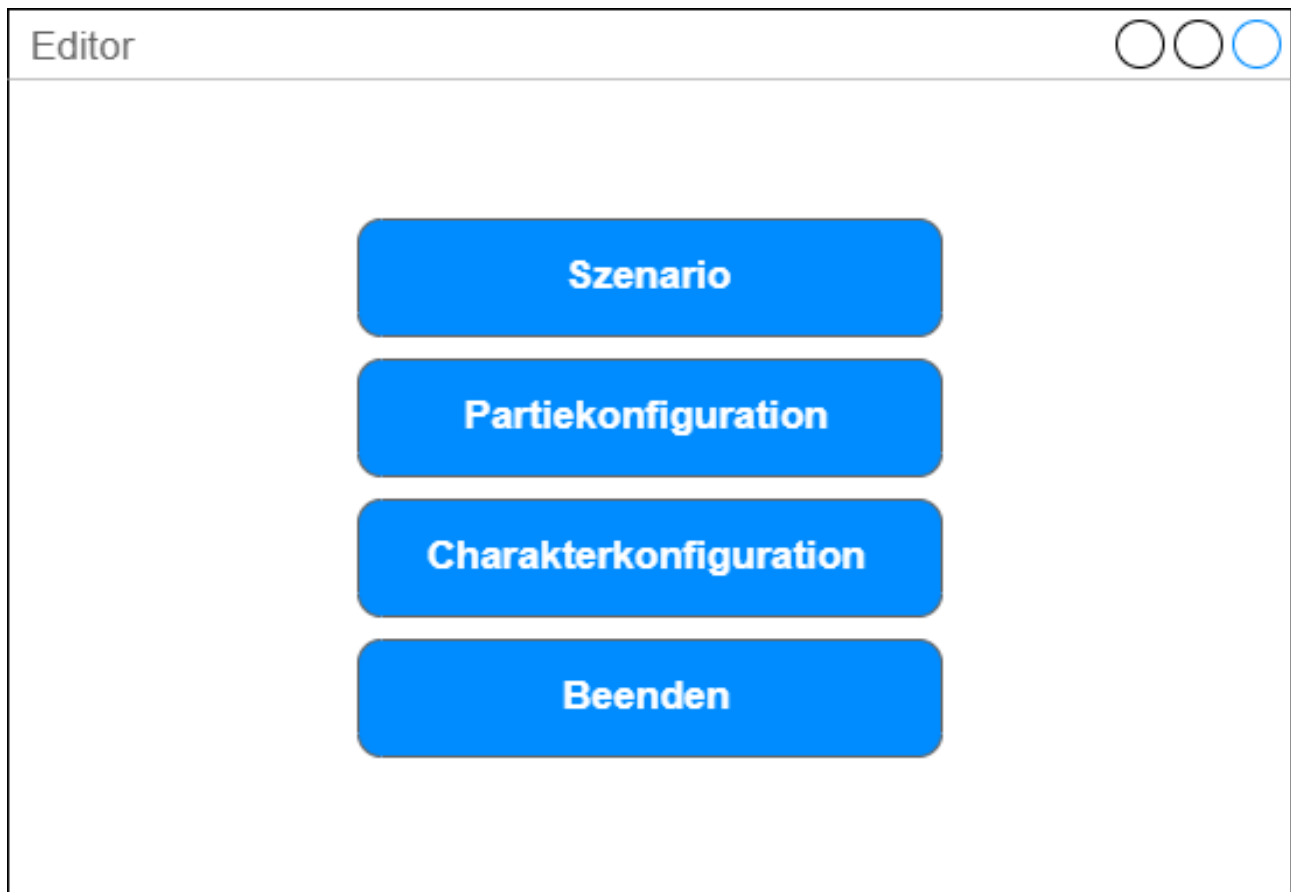 Editor
Szenario
Partiekonfiguration
Charakterkonfiguration
Beenden